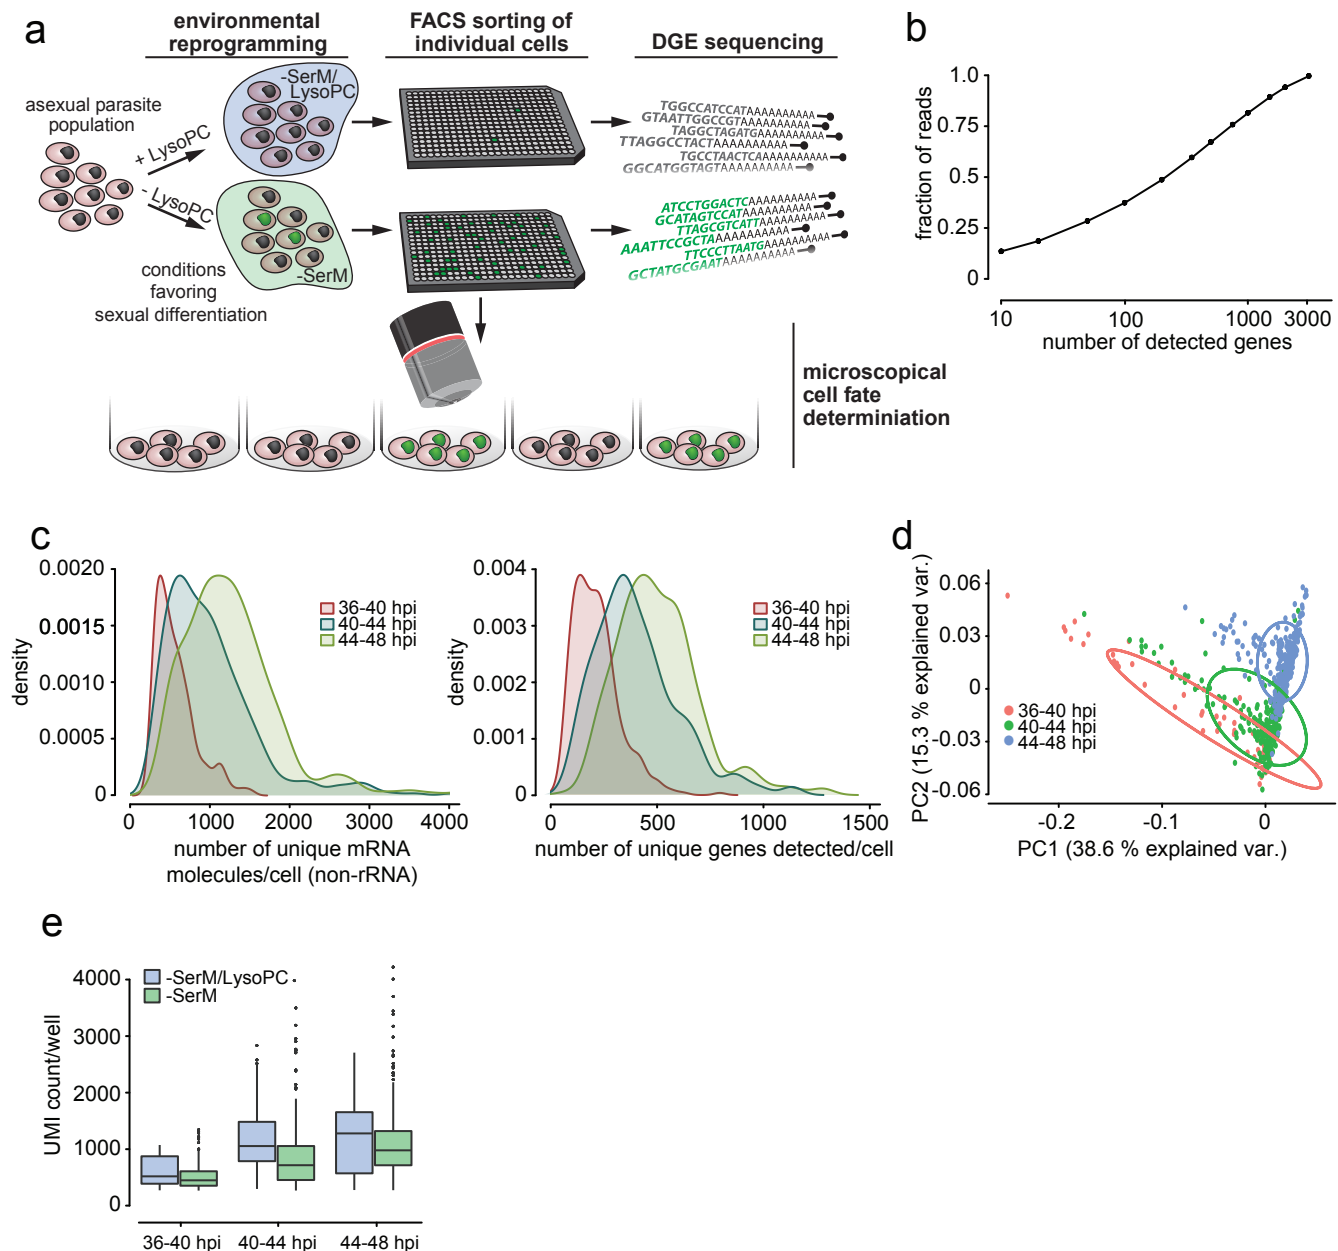 a
environmental
reprogramming
FACS sorting of
individual cells
DGE sequencing
asexual parasite
population
+ LysoPC
- LysoPC
-SerM/
LysoPC
-SerM
conditions
favoring
sexual differentiation
TGGCCATCCATAAAAAAAAAA
GTAATTGGCCGTAAAAAAAAAA
TAGGCTAGATGAAAAAAAAAA
TTAGGCCTACTAAAAAAAAAA
TGCCTAACTCAAAAAAAAAAA
GGCATGGTAGTAAAAAAAAAA
ATCCTGGACTCAAAAAAAAAA
GCATAGTCCATAAAAAAAAAA
TTAGCGTCATTAAAAAAAAAA
AAATTCCGCTAAAAAAAAAAA
TTCCCTTAATGAAAAAAAAAA
GCTATGCGAATAAAAAAAAAA
microscopical
cell fate
determiniation
b
fraction of reads
1.0
0.75
0.5
0.25
0
10
100
1000
3000
number of detected genes
c
density
0.0020
0.0015
0.0010
0.0005
0
36-40 hpi
40-44 hpi
44-48 hpi
0
1000
2000
3000
4000
number of unique mRNA
molecules/cell (non-rRNA)
density
0.004
0.003
0.002
0.001
0
36-40 hpi
40-44 hpi
44-48 hpi
0
500
1000
1500
number of unique genes detected/cell
d
PC2 (15.3 % explained var.)
0.06
0.03
0
-0.03
-0.06
36-40 hpi
40-44 hpi
44-48 hpi
-0.2
-0.1
0
PC1 (38.6 % explained var.)
e
UMI count/well
4000
3000
2000
1000
0
-SerM/LysoPC
-SerM
36-40 hpi
40-44 hpi
44-48 hpi